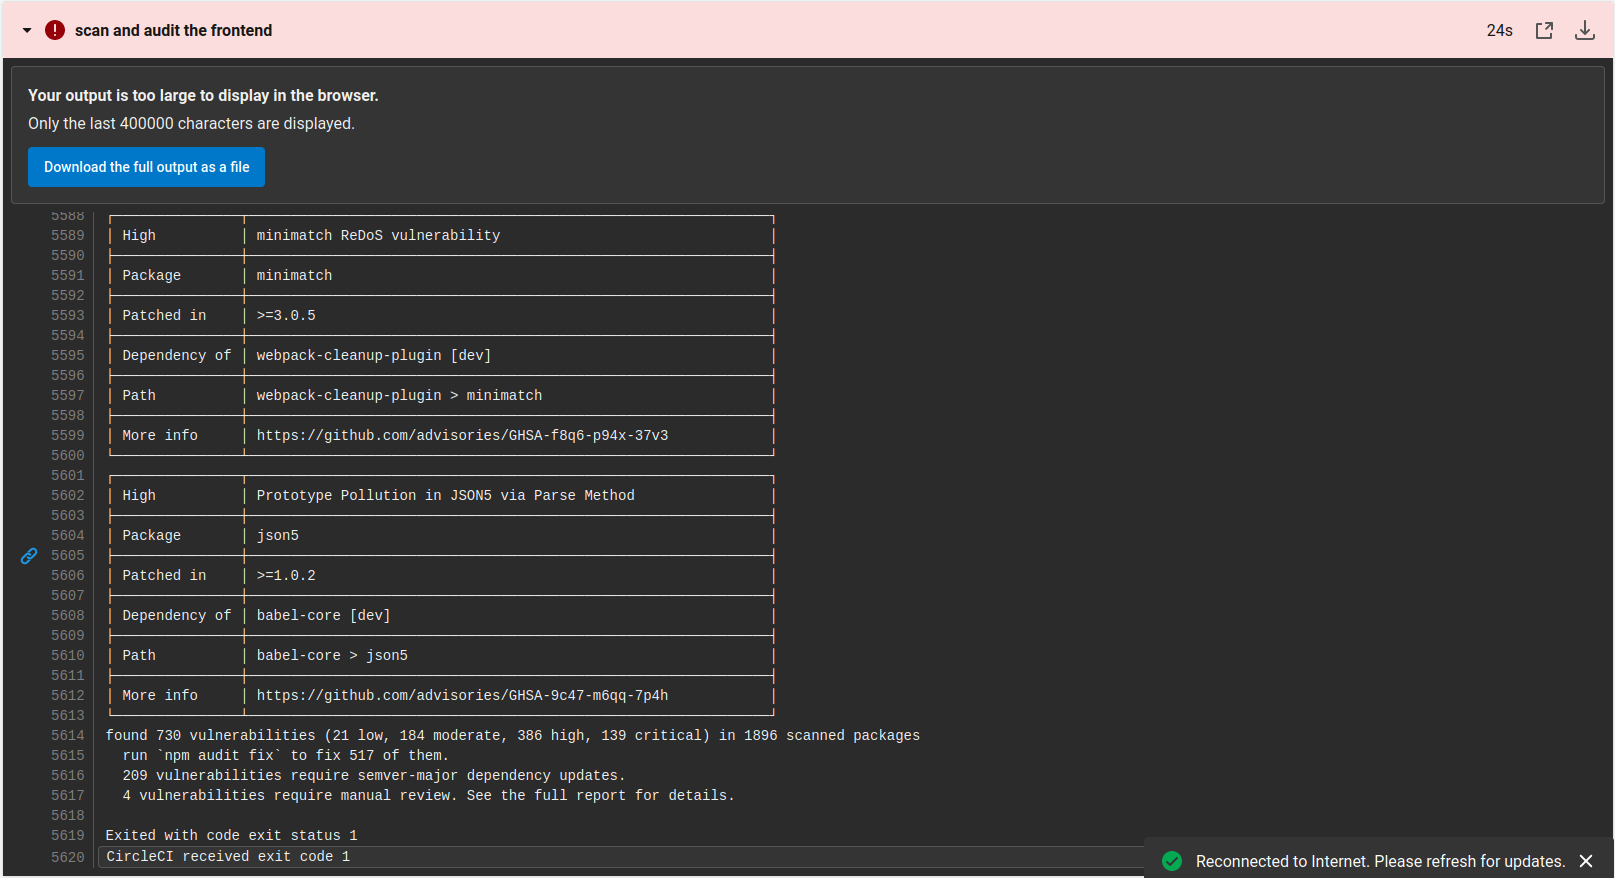 scan and audit the frontend 24s
Your output is too large to display in the browser.
Only the last 400000 characters are displayed.
Download the full output as a file
5588
5589 High minimatch ReDoS vulnerability
5590
5591 Package minimatch
5592
5593 Patched in >=3.0.5
5594
5595 Dependency of webpack-cleanup-plugin [dev]
5596
5597 Path webpack-cleanup-plugin > minimatch
5598
5599 More info https://github.com/advisories/GHSA-f8q6-p94x-37v3
5600
5601
5602 High Prototype Pollution in JSON5 via Parse Method
5603
5604 Package json5
5605
5606 Patched in >=1.0.2
5607
5608 Dependency of babel-core [dev]
5609
5610 Path babel-core > json5
5611
5612 More info https://github.com/advisories/GHSA-9c47-m6qq-7p4h
5613
5614 found 730 vulnerabilities (21 low, 184 moderate, 386 high, 139 critical) in 1896 scanned packages
5615 run `npm audit fix` to fix 517 of them.
5616 209 vulnerabilities require semver-major dependency updates.
5617 4 vulnerabilities require manual review. See the full report for details.
5618
5619 Exited with code exit status 1
5620 CircleCI received exit code 1
Reconnected to Internet. Please refresh for updates.